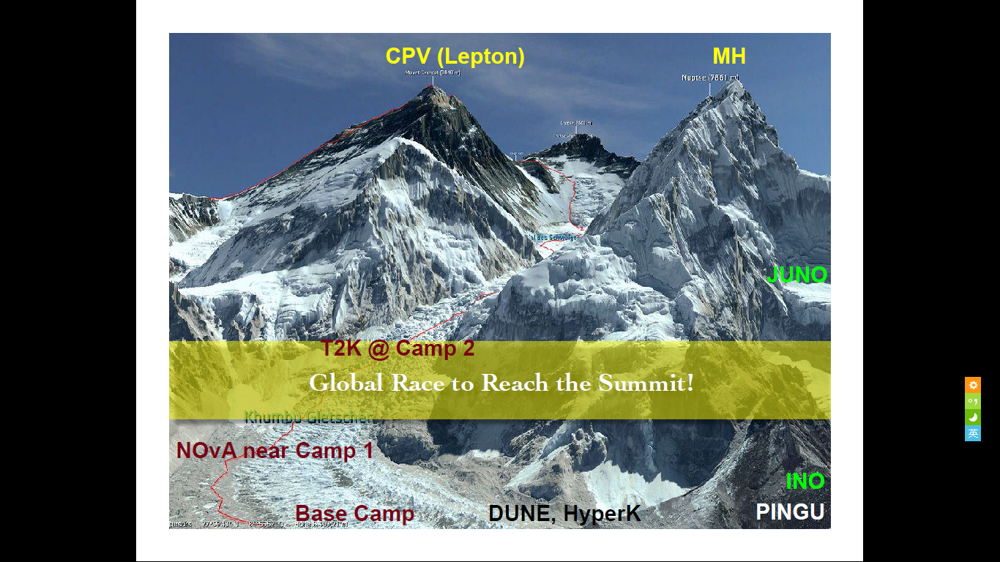 CPV (Lepton)
MH
Mount Everest (8848 m)
Nuptse (7861 m)
JUNO
T2K @ Camp 2
Global Race to Reach the Summit!
Khumbu Gletscher
NOvA near Camp 1
INO
Base Camp
DUNE, HyperK
PINGU
英